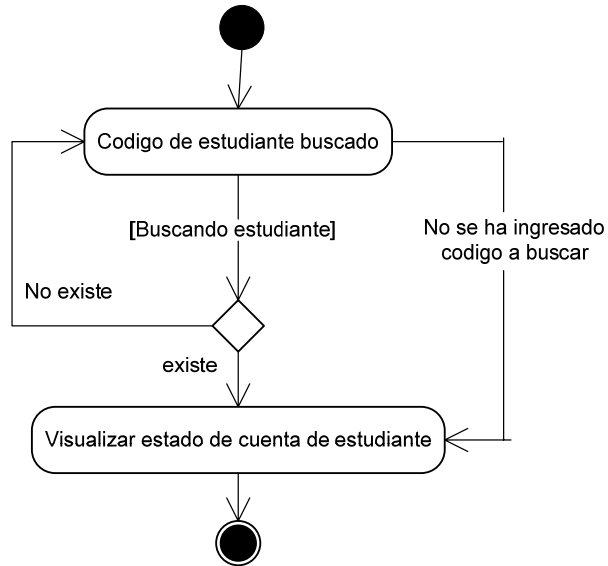 Codigo de estudiante buscado
[Buscando estudiante]
No se ha ingresado
codigo a buscar
No existe
existe
Visualizar estado de cuenta de estudiante